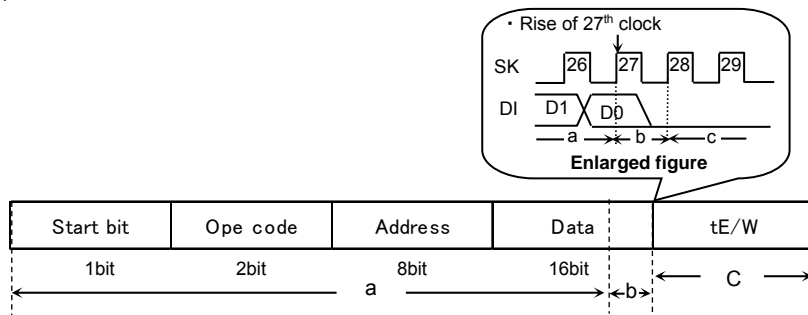 ・ Rise of 27th clock
SK 26 27 28 29
DI D1 D0
a b c
Enlarged figure
Start bit Ope code Address Data tE/W
1bit 2bit 8bit 16bit
a b C